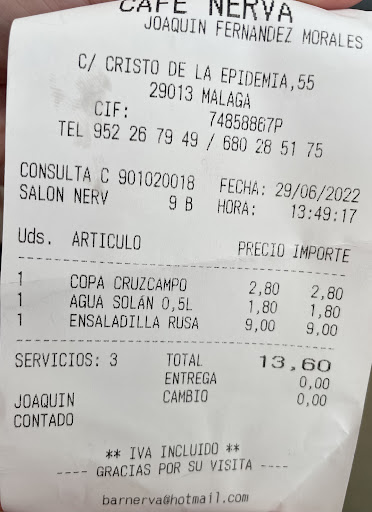 CAFE NERVA
JOAQUIN FERNANDEZ MORALES
C/ CRISTO DE LA EPIDEMIA,55
29013 MALAGA
CIF: 74858867P
TEL 952 26 79 49 / 680 28 51 75
CONSULTA C 901020018 FECHA: 29/06/2022
SALON NERV 9 B HORA: 13:49:17
Uds. ARTICULO PRECIO IMPORTE
1 COPA CRUZCAMPO 2,80 2,80
1 AGUA SOLÁN 0,5L 1,80 1,80
1 ENSALADILLA RUSA 9,00 9,00
SERVICIOS: 3 TOTAL 13,60
ENTREGA 0,00
JOAQUIN CAMBIO 0,00
CONTADO
** IVA INCLUIDO **
---- GRACIAS POR SU VISITA ----
barnerva@hotmail.com